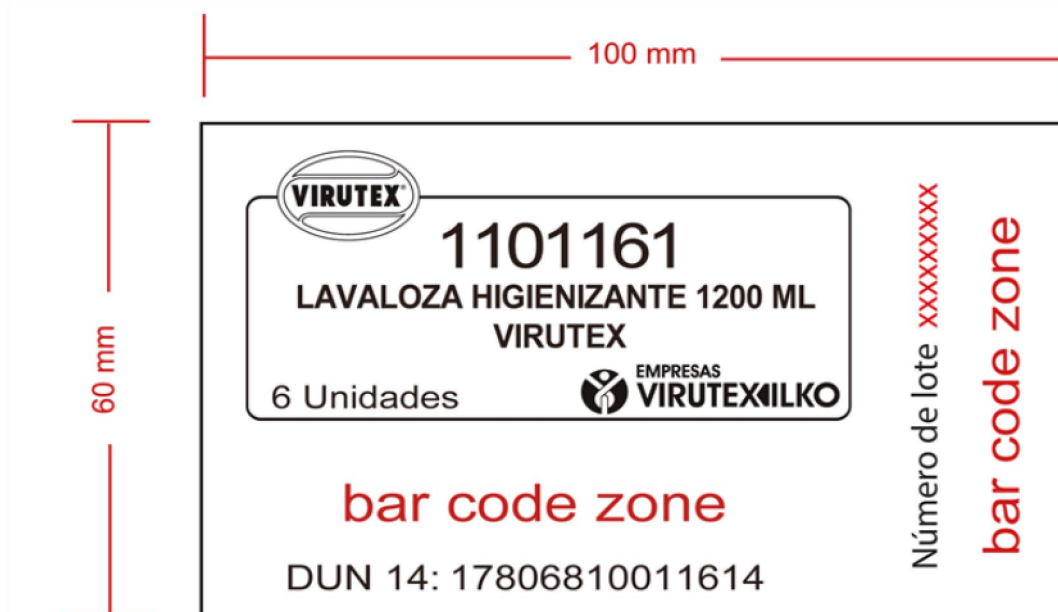 100 mm
60 mm
VIRUTEX®
1101161
LAVALOZA HIGIENIZANTE 1200 ML
VIRUTEX
6 Unidades
EMPRESAS
VIRUTEX ILKO
bar code zone
DUN 14: 17806810011614
Número de lote xxxxxxxxx
bar code zone